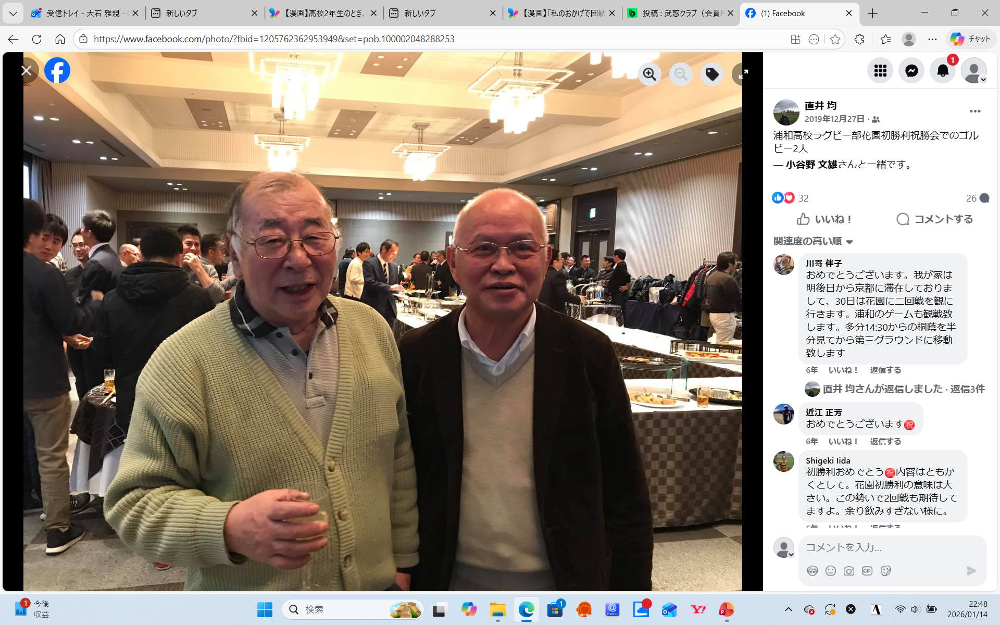 受信トレイ - 大石 雅規 -
新しいタブ
【漫画】高校2年生のとき、
新しいタブ
【漫画】「私のおかげで団結
投稿 : 武惑クラブ（会員用
(1) Facebook
https://www.facebook.com/photo/?fbid=1205762362953949&set=pob.100002048288253
チャット
1
直井 均
2019年12月27日 ·
浦和高校ラグビー部花園初勝利祝勝会でのゴル
ビー2人
— 小谷野 文雄さんと一緒です。
32
26
いいね！
コメントする
関連度の高い順
川嵜 伴子
おめでとうございます。我が家は
明後日から京都に滞在しておりま
して、30日は花園に二回戦を観に
行きます。浦和のゲームも観戦致
します。多分14:30からの桐蔭を半
分見てから第三グラウンドに移動
致します
6年 いいね！ 返信する
直井 均さんが返信しました · 返信3件
近江 正芳
おめでとうございます㊗
6年 いいね！ 返信する
Shigeki Iida
初勝利おめでとう㊗内容はともか
くとして。花園初勝利の意味は大
きい。この勢いで2回戦も期待して
ますよ。余り飲みすぎない様に。
6年 いいね！ 返信する
コメントを入力...
GIF
1
今後
収益
検索
1
@
menu
Y!
P
A
22:48
2026/01/14